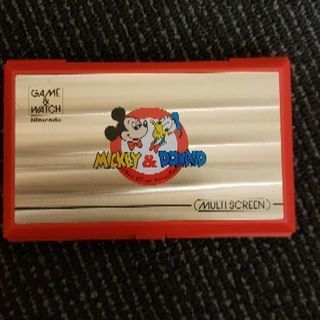 GAME
& WATCH
Nintendo
MICKEY & DONALD
(MULTI SCREEN)